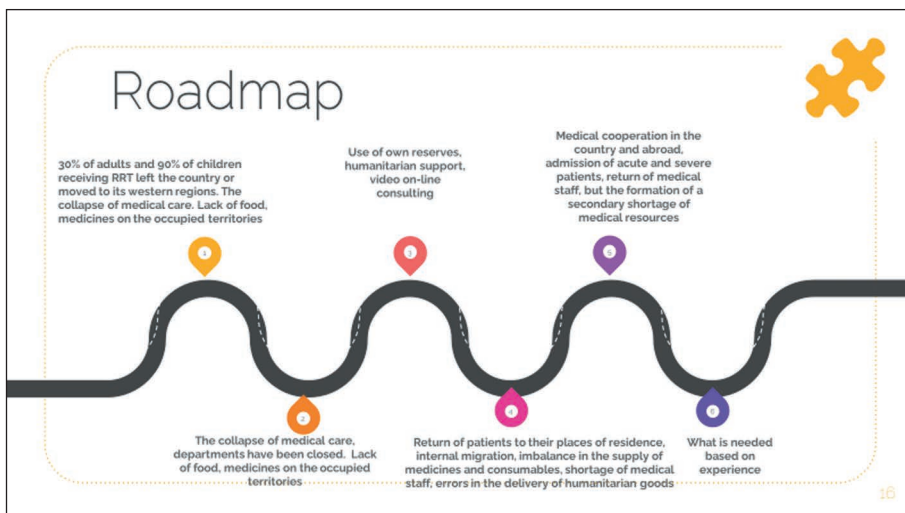 Roadmap
30% of adults and 90% of children
receiving RRT left the country or
moved to its western regions. The
collapse of medical care. Lack of food,
medicines on the occupied territories
Use of own reserves,
humanitarian support,
video on-line
consulting
Medical cooperation in the
country and abroad,
admission of acute and severe
patients, return of medical
staff, but the formation of a
secondary shortage of
medical resources
1
3
5
2
4
6
The collapse of medical care,
departments have been closed. Lack
of food, medicines on the occupied
territories
Return of patients to their places of residence,
internal migration, imbalance in the supply of
medicines and consumables, shortage of medical
staff, errors in the delivery of humanitarian goods
What is needed
based on
experience
16